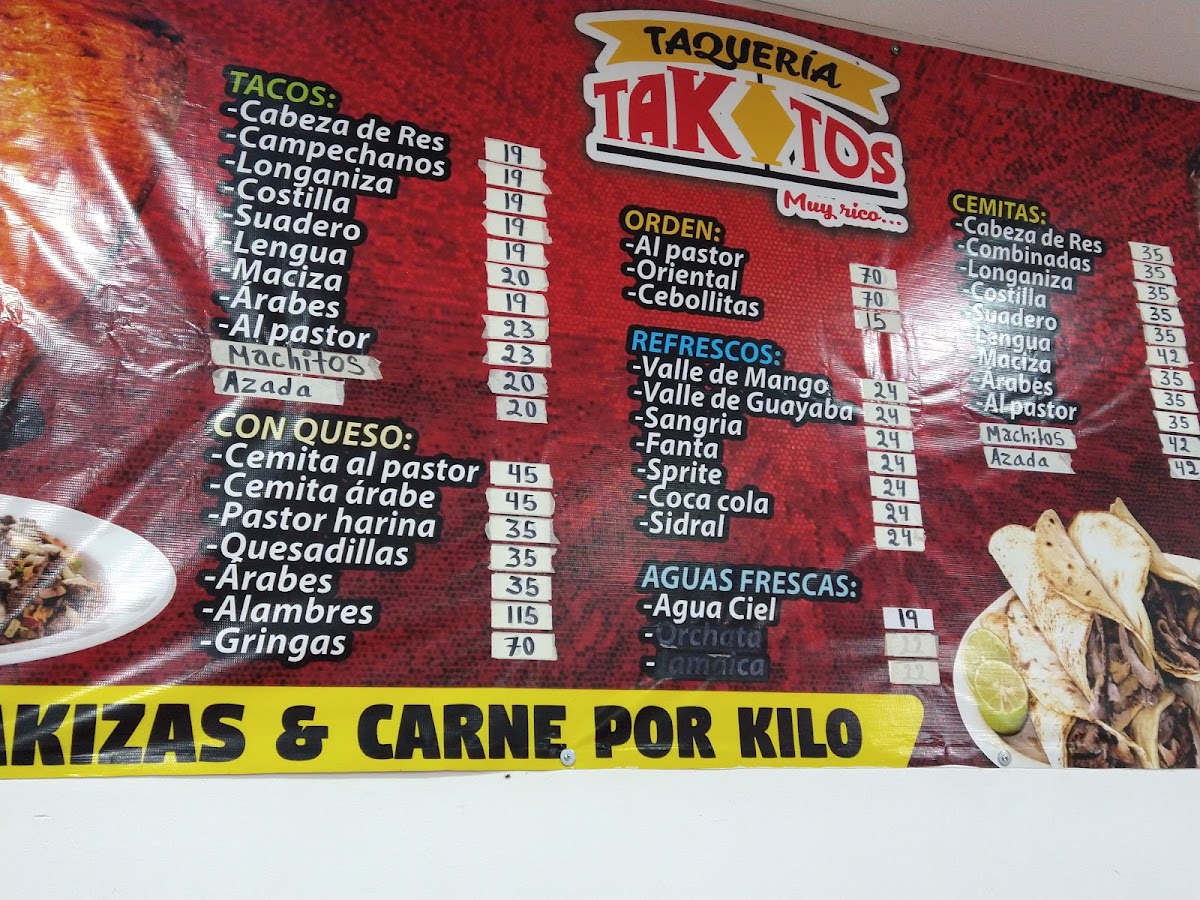 TAQUERÍA
TAKITOS
Muy rico...
TACOS:
-Cabeza de Res 19
-Campechanos 19
-Longaniza 19
-Costilla 19
-Suadero 19
-Lengua 20
-Maciza 19
-Árabes 23
-Al pastor 23
Machitos 20
Azada 20
CON QUESO:
-Cemita al pastor 45
-Cemita árabe 45
-Pastor harina 35
-Quesadillas 35
-Árabes 35
-Alambres 115
-Gringas 70
ORDEN:
-Al pastor 70
-Oriental 70
-Cebollitas 15
REFRESCOS:
-Valle de Mango 24
-Valle de Guayaba 24
-Sangria 24
-Fanta 24
-Sprite 24
-Coca cola 24
-Sidral 24
AGUAS FRESCAS:
-Agua Ciel 19
-Orchata 22
-Jamaica 22
CEMITAS:
-Cabeza de Res 35
-Combinadas 35
-Longaniza 35
-Costilla 35
-Suadero 35
-Lengua 42
-Maciza 35
-Árabes 35
-Al pastor 35
Machitos 42
Azada 42
AKIZAS & CARNE POR KILO